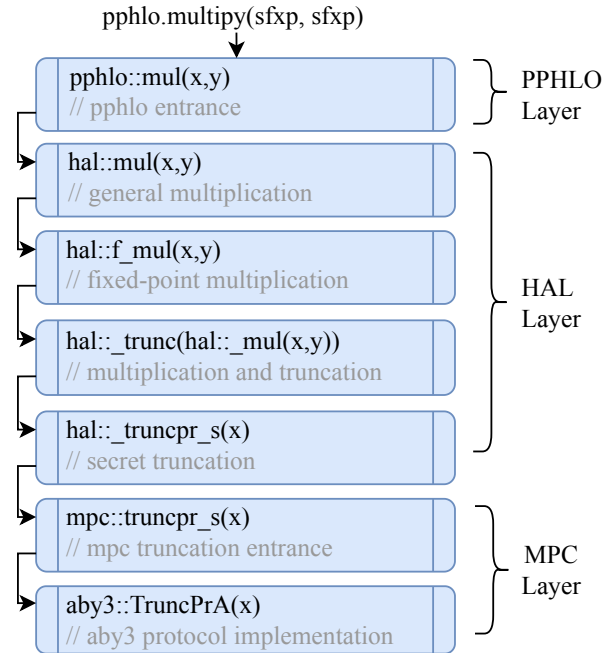 pphlo.multipy(sfxp, sfxp)
pphlo::mul(x,y)
// pphlo entrance
PPHLO
Layer
hal::mul(x,y)
// general multiplication
hal::f_mul(x,y)
// fixed-point multiplication
hal::_trunc(hal::_mul(x,y))
// multiplication and truncation
hal::_truncpr_s(x)
// secret truncation
HAL
Layer
mpc::truncpr_s(x)
// mpc truncation entrance
aby3::TruncPrA(x)
// aby3 protocol implementation
MPC
Layer